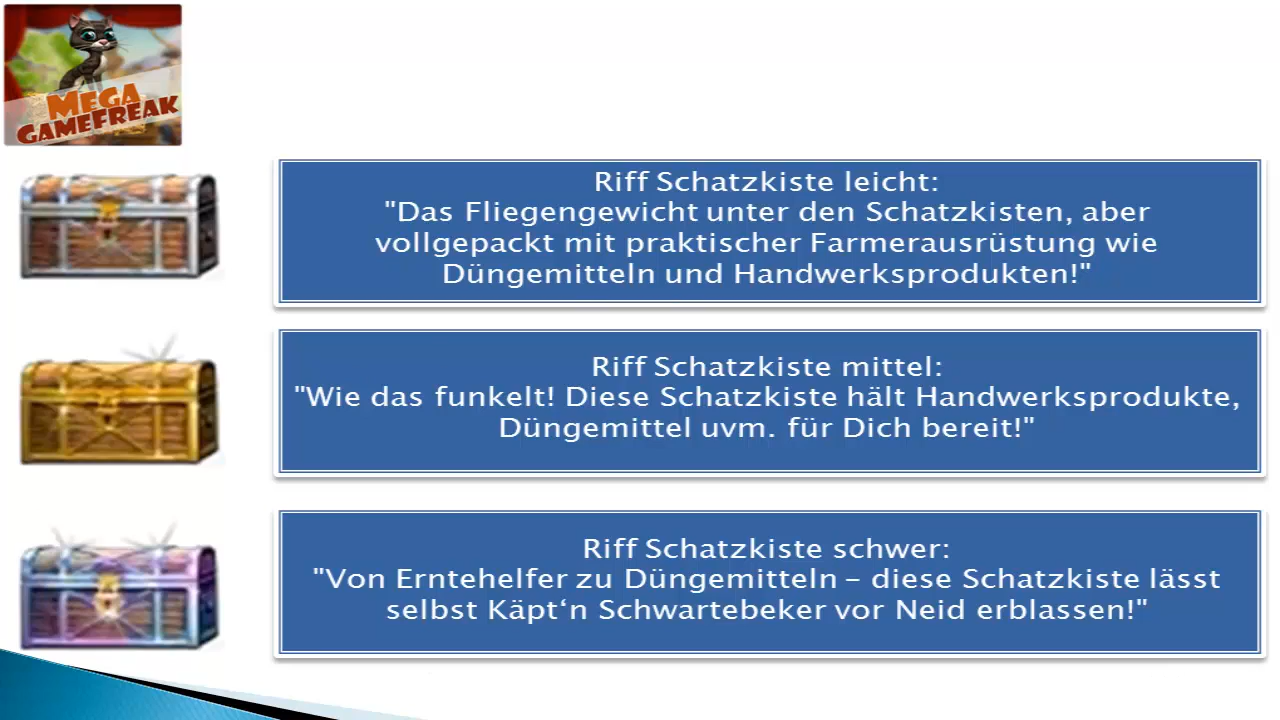 MEGA
GAMEFREAK
Riff Schatzkiste leicht:
"Das Fliegengewicht unter den Schatzkisten, aber
vollgepackt mit praktischer Farmerausrüstung wie
Düngemitteln und Handwerksprodukten!"
Riff Schatzkiste mittel:
"Wie das funkelt! Diese Schatzkiste hält Handwerksprodukte,
Düngemittel uvm. für Dich bereit!"
Riff Schatzkiste schwer:
"Von Erntehelfer zu Düngemitteln – diese Schatzkiste lässt
selbst Käpt‘n Schwartebeker vor Neid erblassen!"